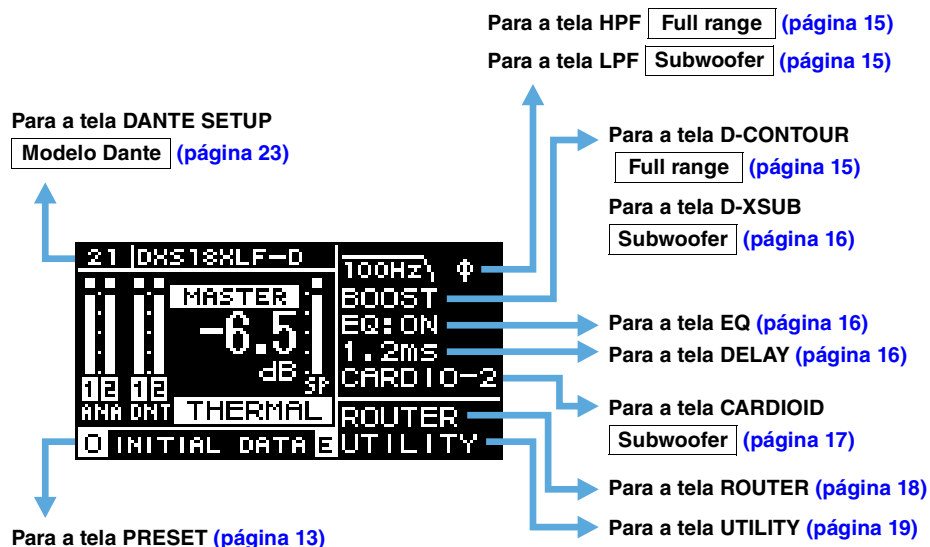 Para a tela HPF Full range (página 15)
Para a tela LPF Subwoofer (página 15)
Para a tela DANTE SETUP
Modelo Dante (página 23)
Para a tela D-CONTOUR
Full range (página 15)
Para a tela D-XSUB
Subwoofer (página 16)
21 DXS18XLF-D
100Hz ϕ
MASTER
BOOST
-6.5
EQ:ON
Para a tela EQ (página 16)
1.2ms
Para a tela DELAY (página 16)
dB
SP
CARDIO-2
1 2 1 2
ANA DNT THERMAL
Para a tela CARDIOID
Subwoofer (página 17)
ROUTER
0 INITIAL DATA E
UTILITY
Para a tela ROUTER (página 18)
Para a tela UTILITY (página 19)
Para a tela PRESET (página 13)